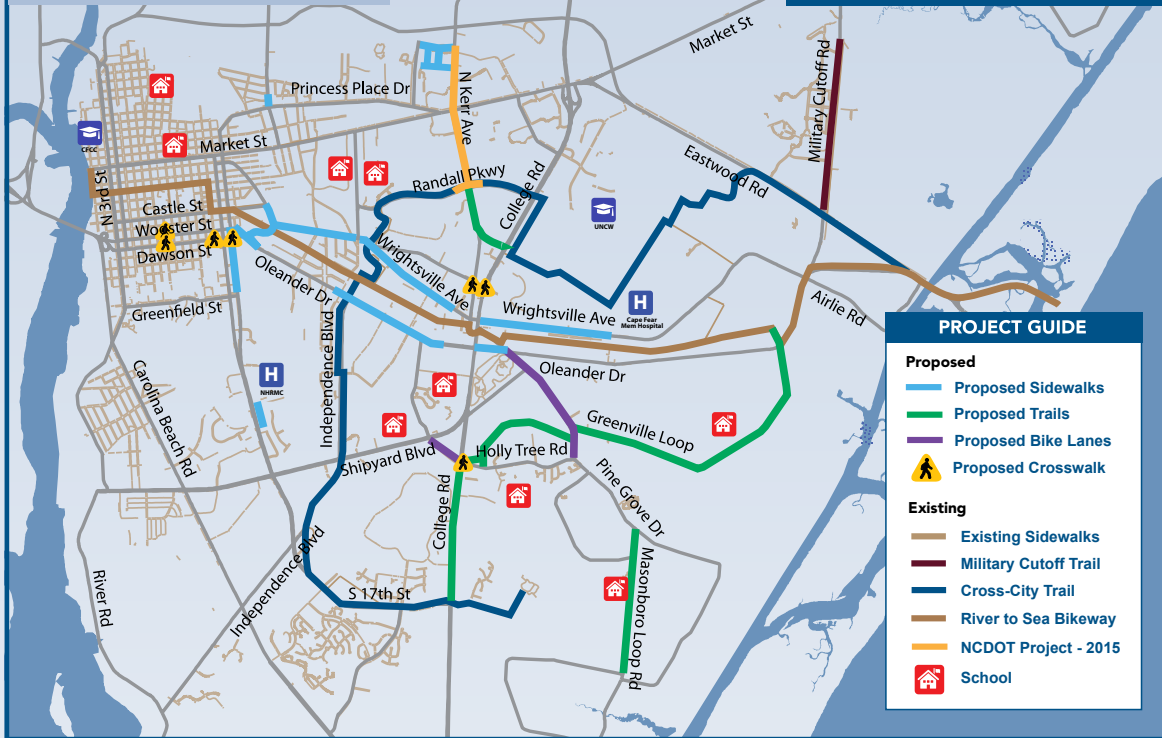 Market St
Military Cutoff Rd
Princess Place Dr
N Kerr Ave
CFCC
Market St
Eastwood Rd
Randall Pkwy
College Rd
N 3rd St
Castle St
UNCW
Wooster St
Dawson St
Wrightsville Ave
Oleander Dr
Greenfield St
Wrightsville Ave
H
Cape Fear
Mem Hospital
Airlie Rd
Independence Blvd
H
NHRMC
Oleander Dr
Carolina Beach Rd
Greenville Loop
Shipyard Blvd
Holly Tree Rd
Pine Grove Dr
College Rd
Independence Blvd
Masonboro Loop Rd
River Rd
S 17th St
PROJECT GUIDE
Proposed
Proposed Sidewalks
Proposed Trails
Proposed Bike Lanes
Proposed Crosswalk
Existing
Existing Sidewalks
Military Cutoff Trail
Cross-City Trail
River to Sea Bikeway
NCDOT Project - 2015
School